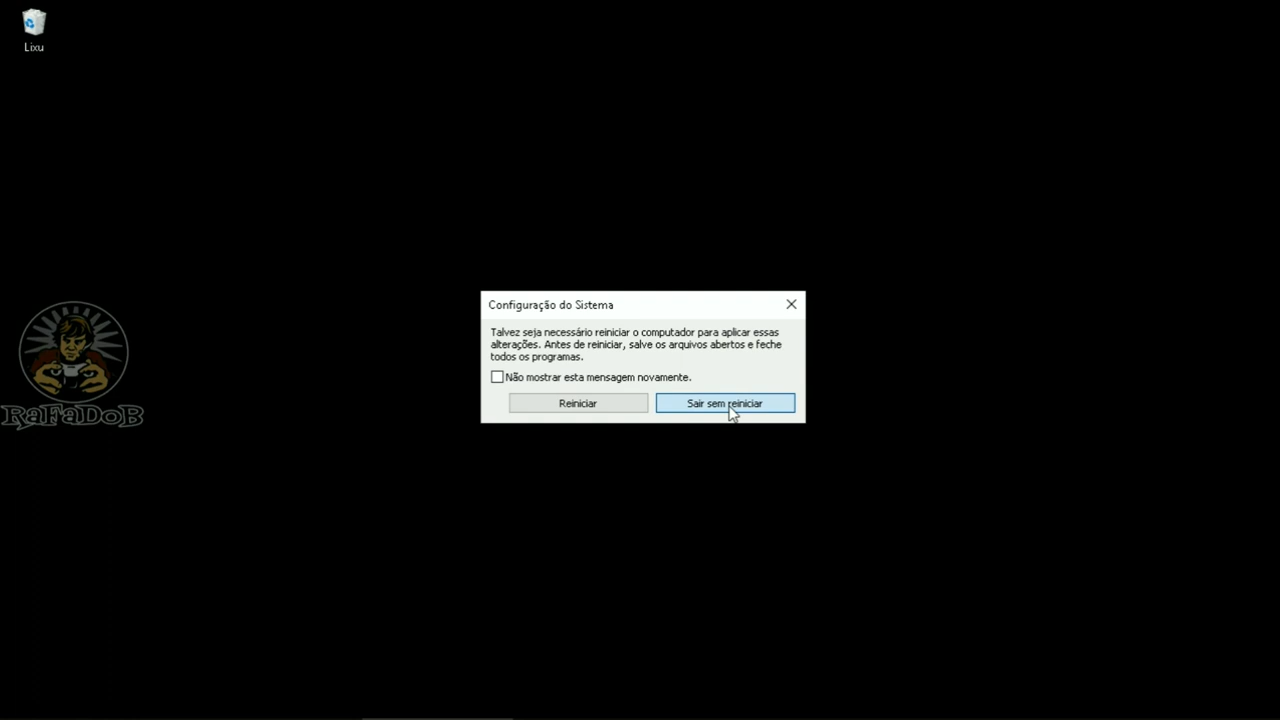 Lixu
Configuração do Sistema
Talvez seja necessário reiniciar o computador para aplicar essas
alterações. Antes de reiniciar, salve os arquivos abertos e feche
todos os programas.
Não mostrar esta mensagem novamente.
Reiniciar
Sair sem reiniciar
RaFaDoB